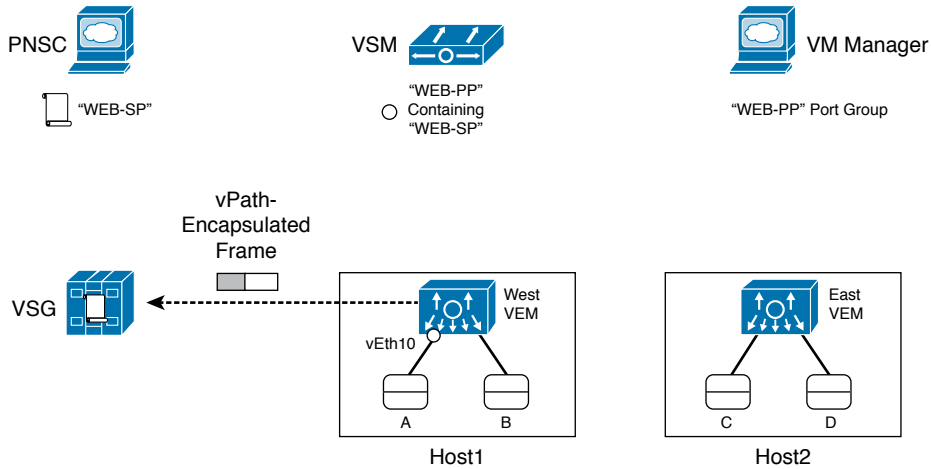 PNSC
VSM
VM Manager
“WEB-SP”
“WEB-PP”
Containing
“WEB-SP”
“WEB-PP” Port Group
vPath-
Encapsulated
Frame
VSG
West
VEM
East
VEM
vEth10
A
B
C
D
Host1
Host2